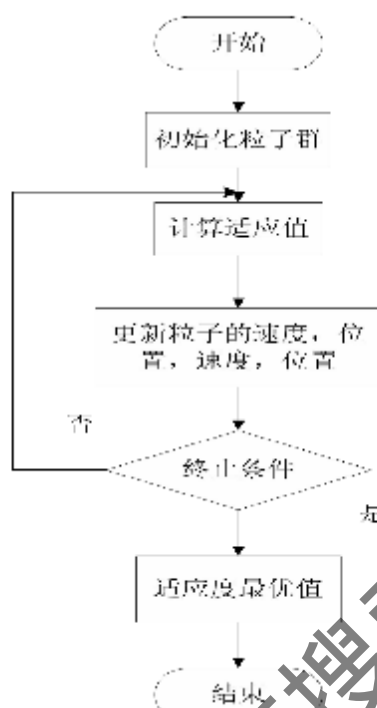 开始
初始化粒了群
计算适应值
更新粒子的速度，位
置，速度，位置
否
终止条件
是
适应度最优值
结束
搜